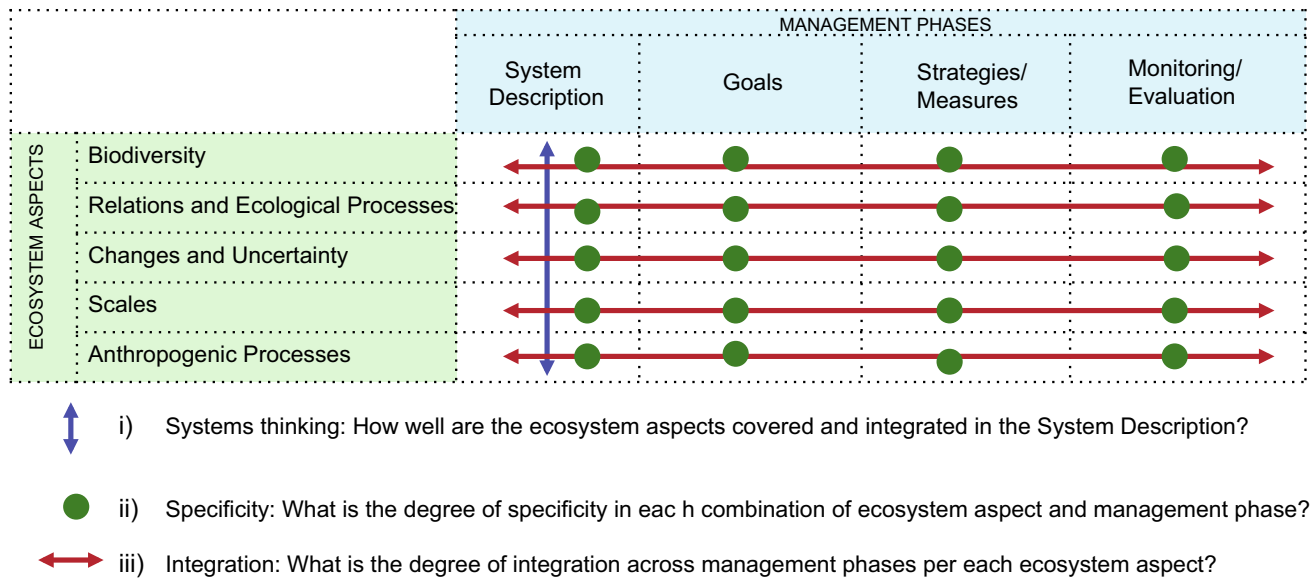 MANAGEMENT PHASES
System
Description
Goals
Strategies/
Measures
Monitoring/
Evaluation
ECOSYSTEM ASPECTS
Biodiversity
Relations and Ecological Processes
Changes and Uncertainty
Scales
Anthropogenic Processes
i) Systems thinking: How well are the ecosystem aspects covered and integrated in the System Description?
ii) Specificity: What is the degree of specificity in eac h combination of ecosystem aspect and management phase?
iii) Integration: What is the degree of integration across management phases per each ecosystem aspect?